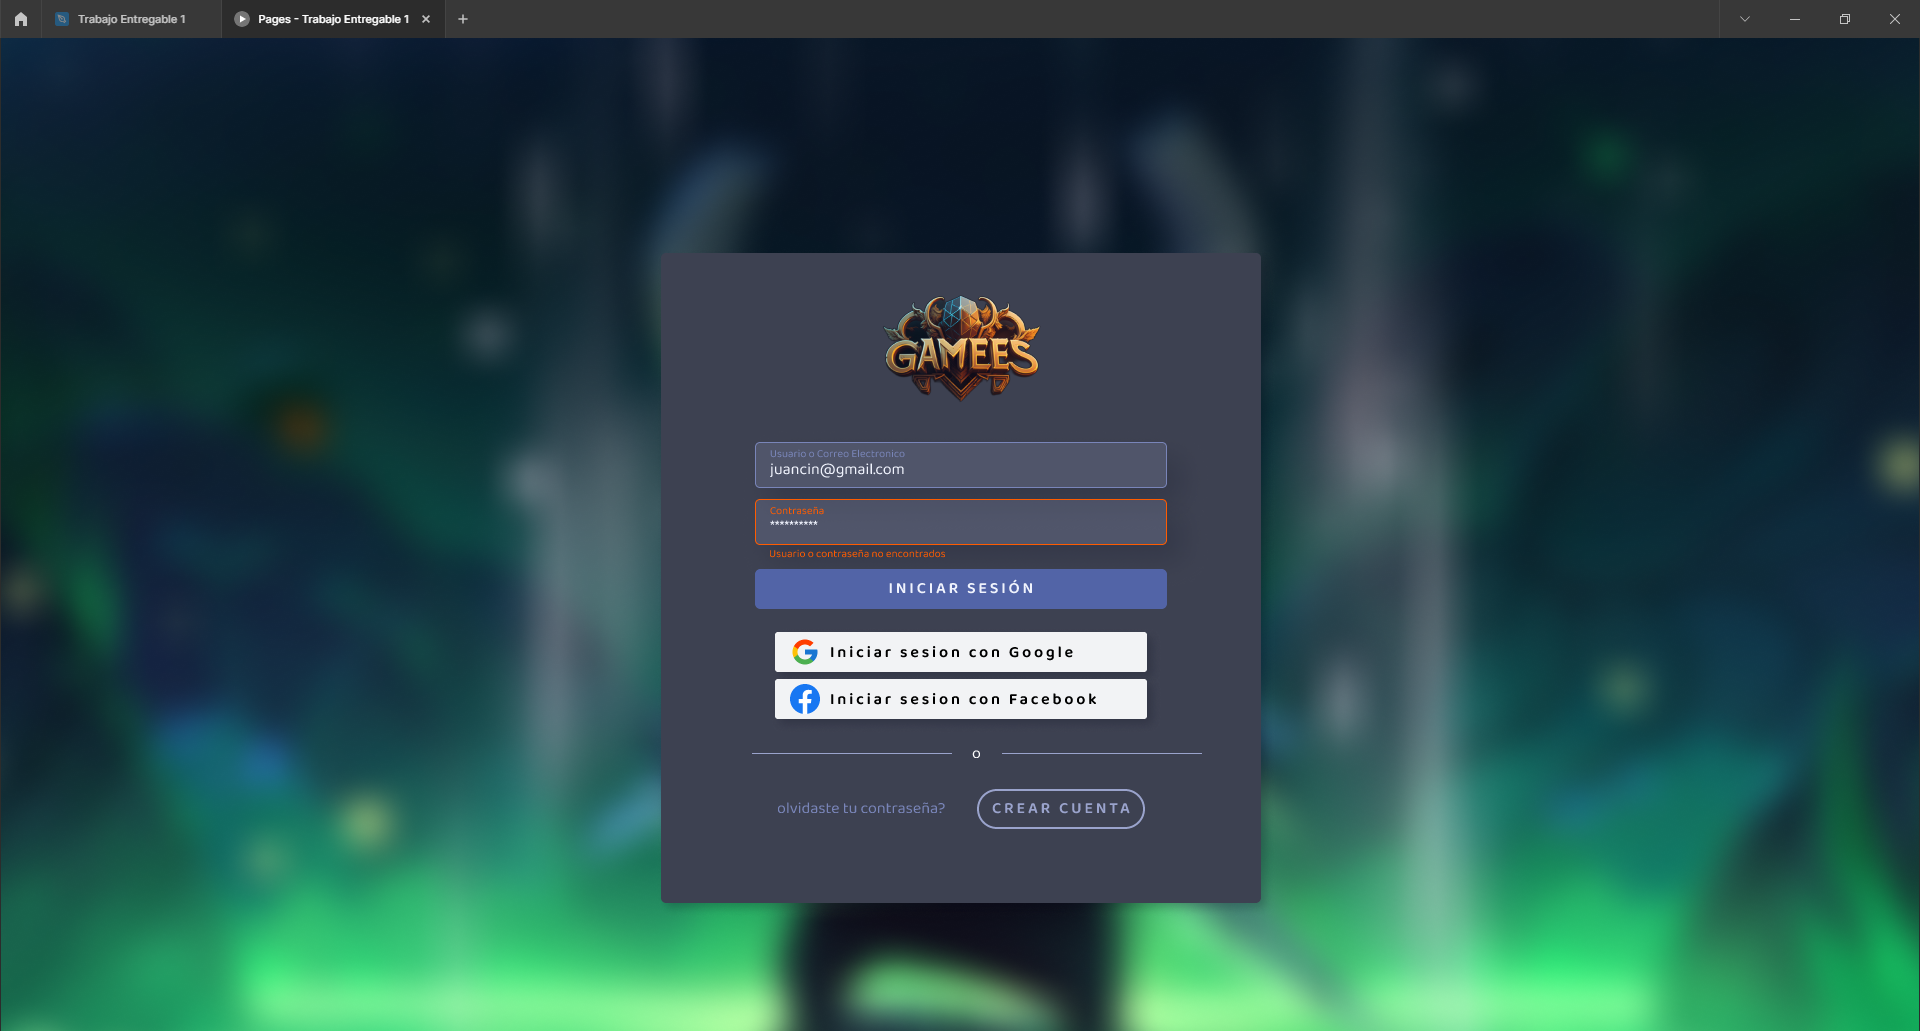 Trabajo Entregable 1
Pages - Trabajo Entregable 1
GAMEES
Usuario o Correo Electronico
juancin@gmail.com
Contraseña
**********
Usuario o contraseña no encontrados
INICIAR SESIÓN
Iniciar sesion con Google
Iniciar sesion con Facebook
o
olvidaste tu contraseña?
CREAR CUENTA